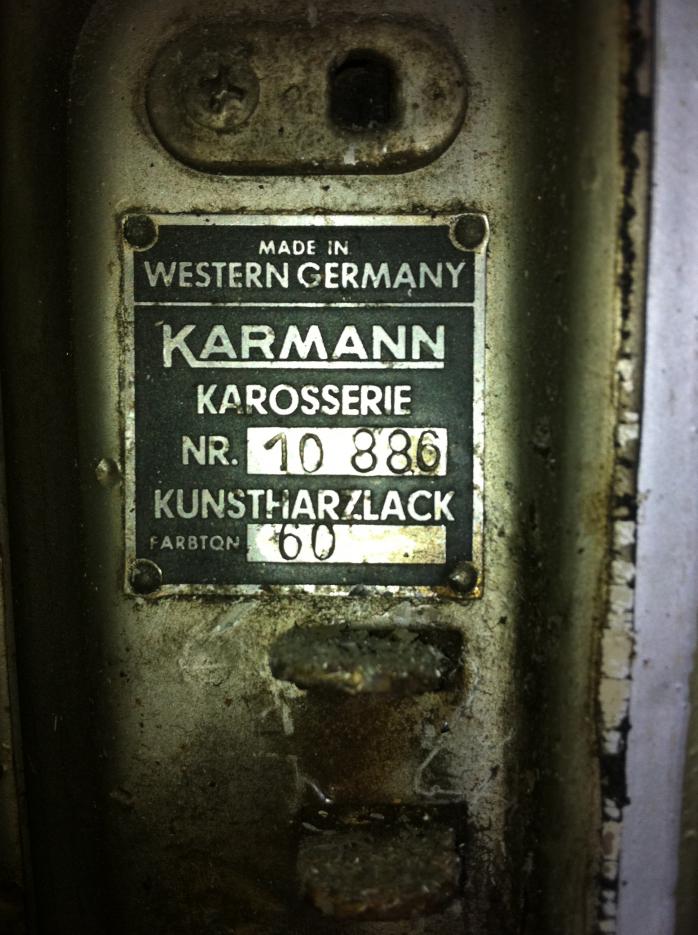 MADE IN
WESTERN GERMANY
KARMANN
KAROSSERIE
NR. 10 886
KUNSTHARZLACK
FARBTON 60